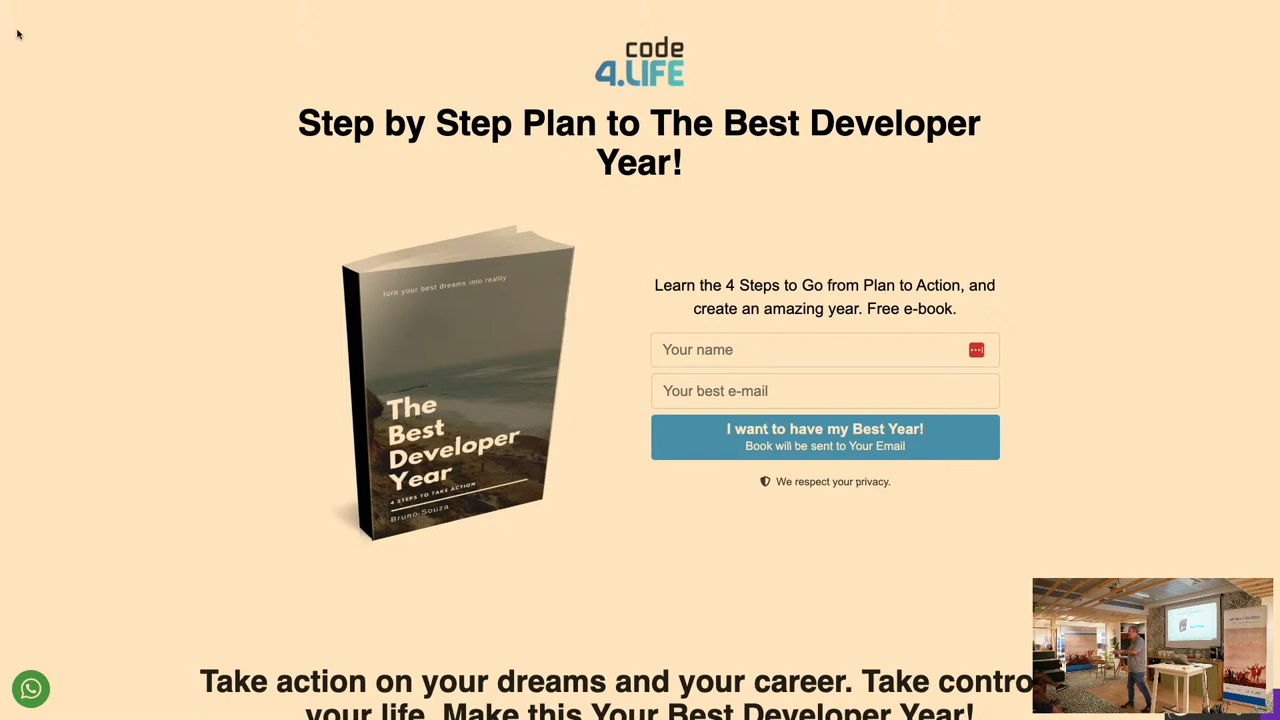 code
4.LIFE
Step by Step Plan to The Best Developer
Year!
turn your best dreams into reality
The
Best
Developer
Year
4 STEPS TO TAKE ACTION
Bruno Souza
Learn the 4 Steps to Go from Plan to Action, and
create an amazing year. Free e-book.
Your name
Your best e-mail
I want to have my Best Year!
Book will be sent to Your Email
We respect your privacy.
Take action on your dreams and your career. Take contro
your life. Make this Your Best Developer Year!